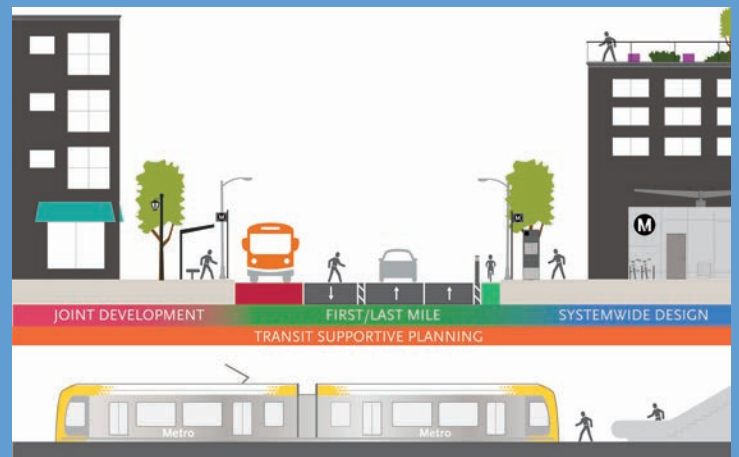 M
M
M
JOINT DEVELOPMENT
FIRST/LAST MILE
SYSTEMWIDE DESIGN
TRANSIT SUPPORTIVE PLANNING
Metro
Metro